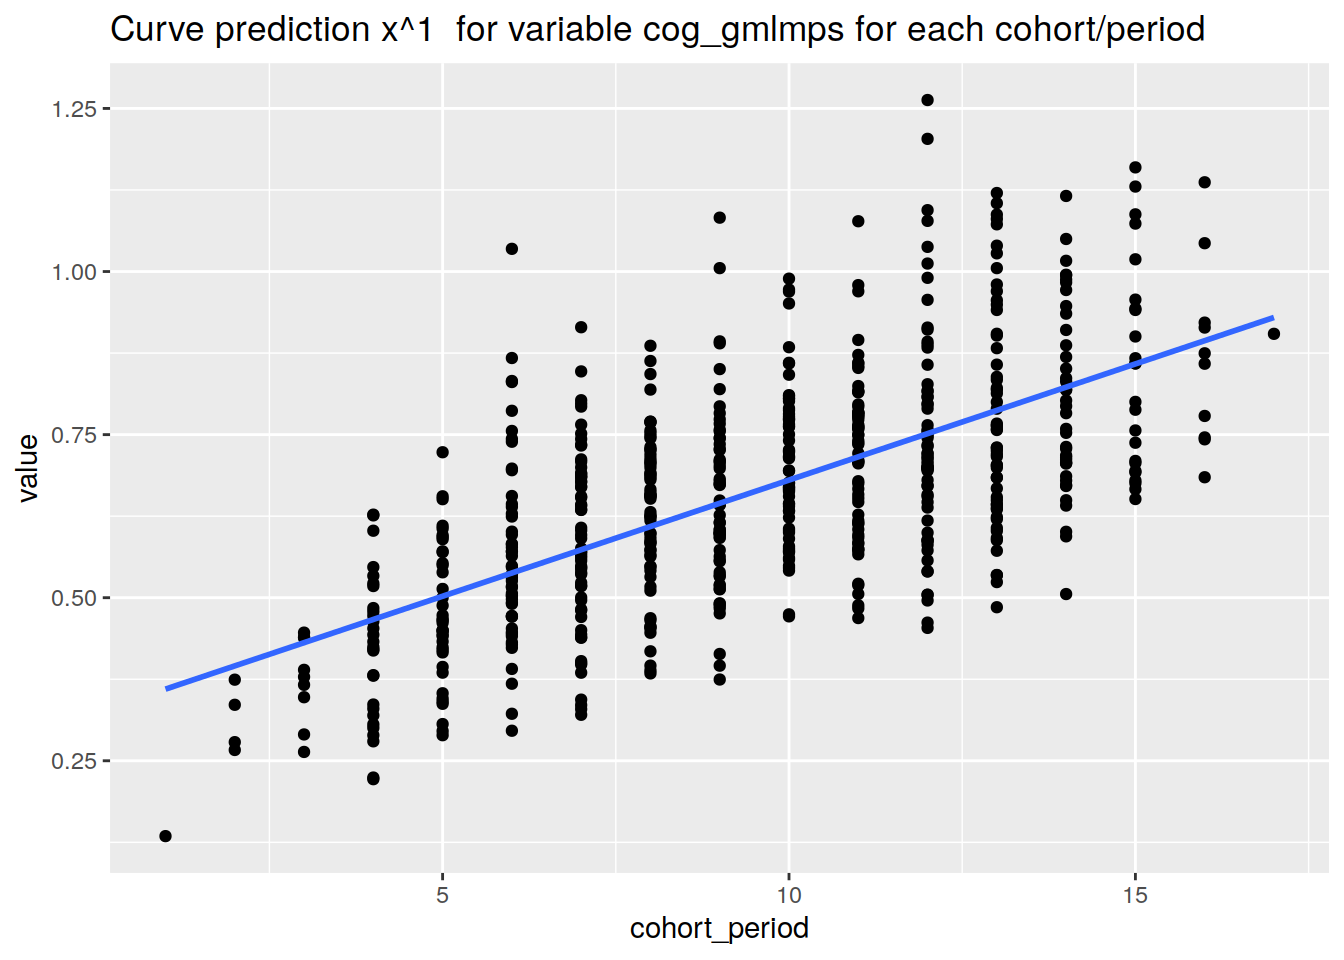 Curve prediction x^1  for variable cog_gmlmps for each cohort/period
1.25
1.00
0.75
0.50
0.25
value
5
10
15
cohort_period